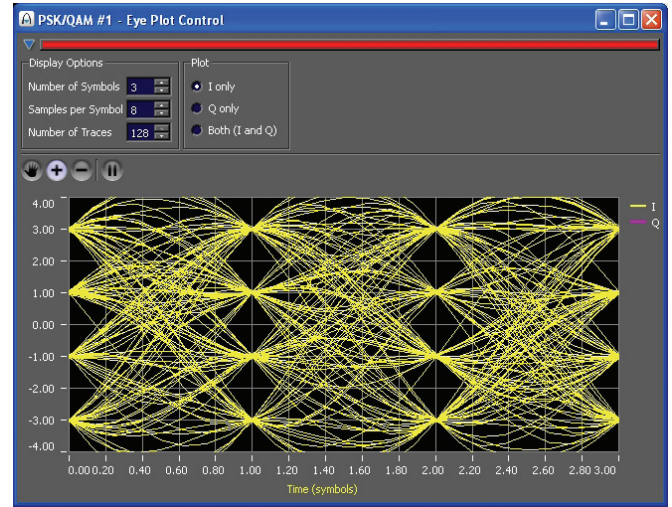 PSK/QAM #1 - Eye Plot Control
Display Options
Number of Symbols 3
Samples per Symbol 8
Number of Traces 128
Plot
I only
Q only
Both (I and Q)
I
Q
4.00
3.00
2.00
1.00
0.00
-1.00
-2.00
-3.00
-4.00
0.00 0.20 0.40 0.60 0.80 1.00 1.20 1.40 1.60 1.80 2.00 2.20 2.40 2.60 2.80 3.00
Time (symbols)